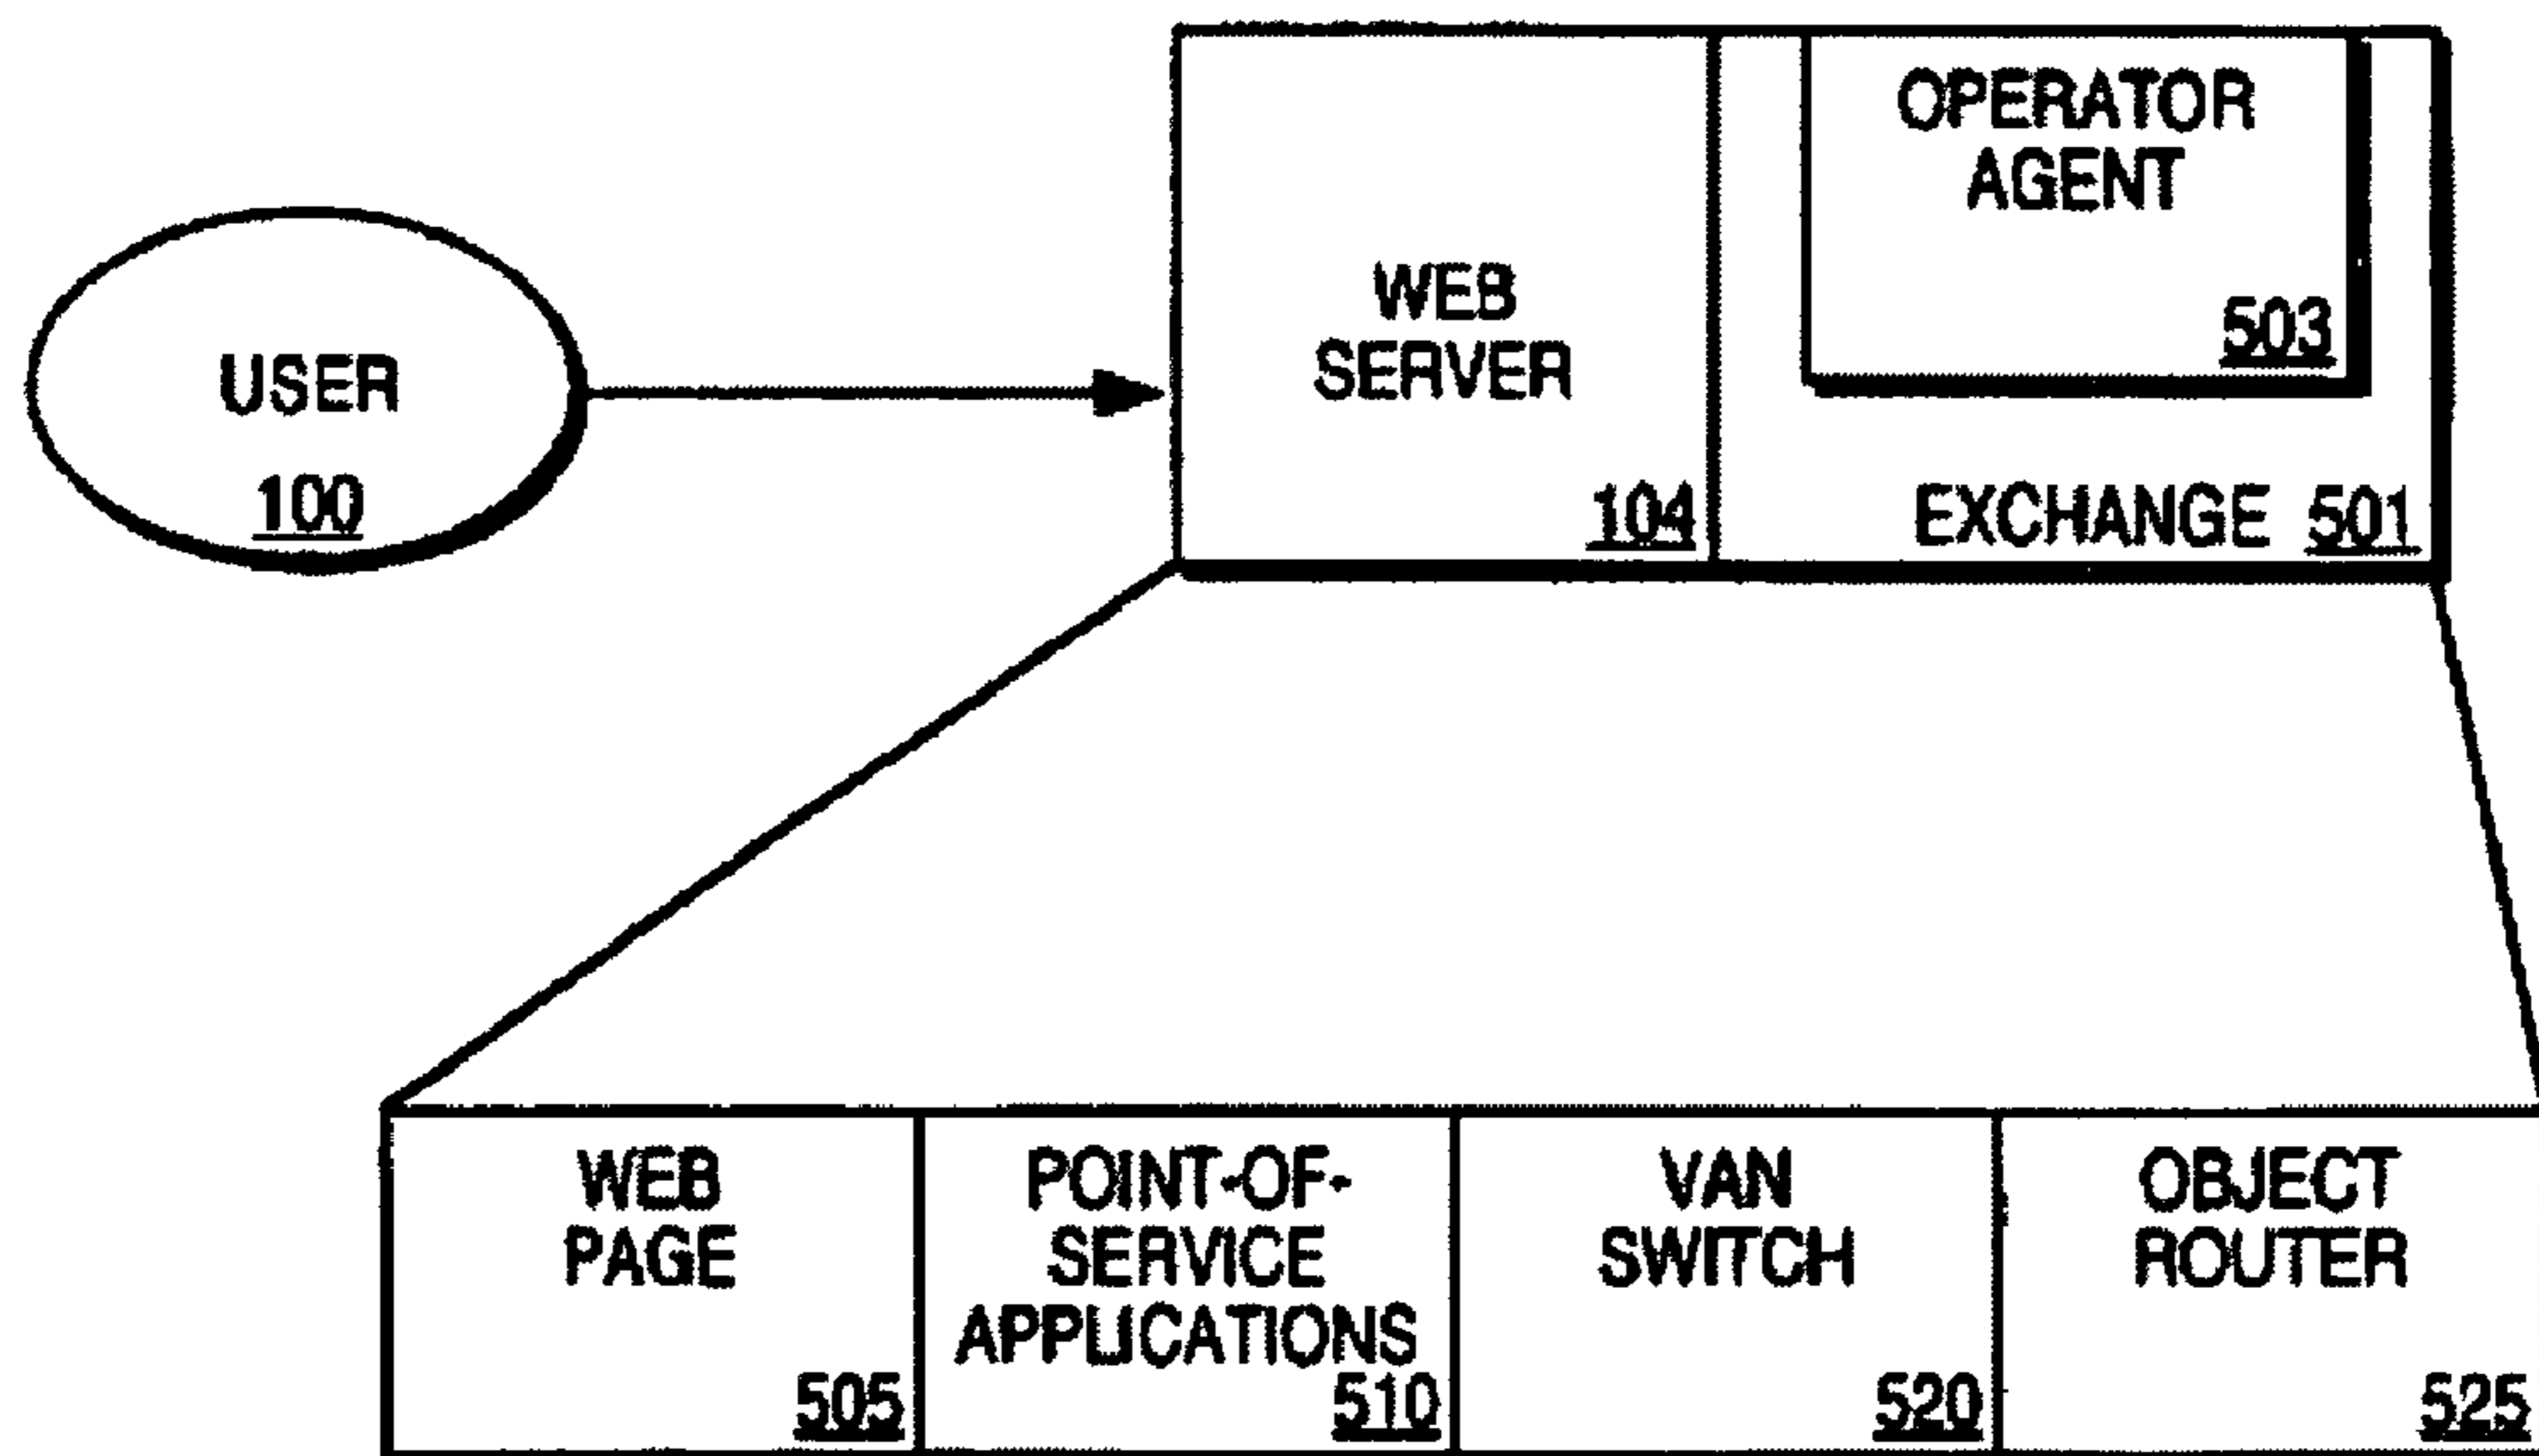 USER
100
WEB
SERVER
104
OPERATOR
AGENT
503
EXCHANGE 501
WEB
PAGE
505
POINT-OF-
SERVICE
APPLICATIONS
510
VAN
SWITCH
520
OBJECT
ROUTER
525